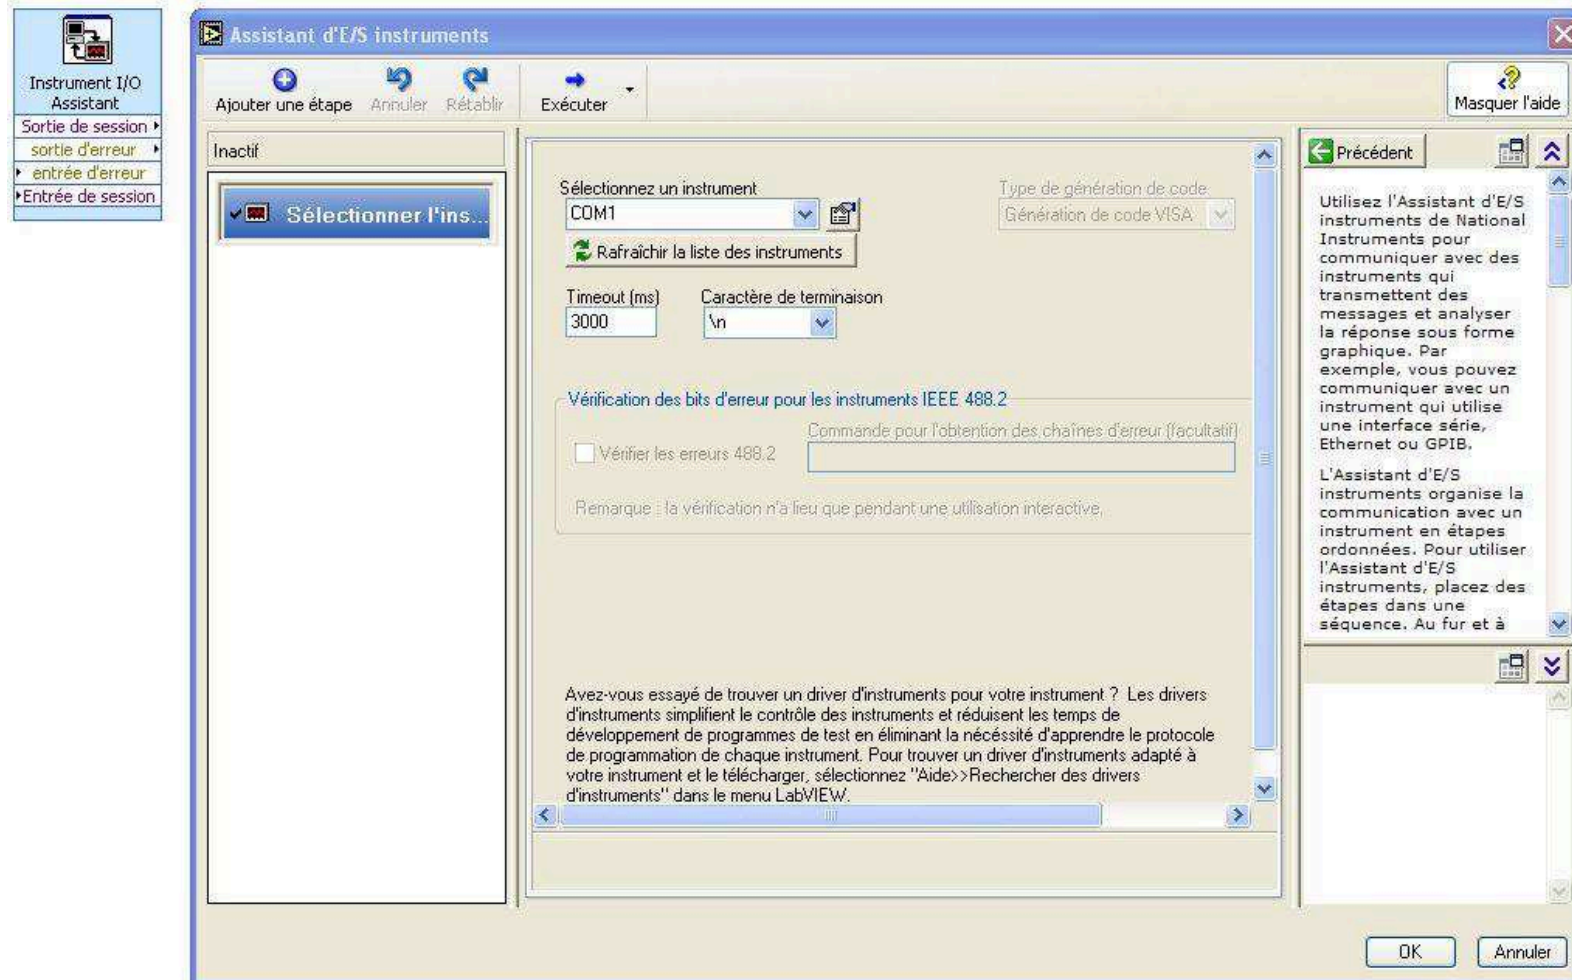 Instrument I/O
Assistant
Sortie de session
sortie d'erreur
entrée d'erreur
Entrée de session
Assistant d'E/S instruments
Ajouter une étape
Annuler
Rétablir
Exécuter
Masquer l'aide
Inactif
Sélectionner l'ins...
Sélectionnez un instrument
COM1
Type de génération de code
Génération de code VISA
Rafraîchir la liste des instruments
Timeout (ms)
Caractère de terminaison
3000
\n
Vérification des bits d'erreur pour les instruments IEEE 488.2
Commande pour l'obtention des chaînes d'erreur (facultatif)
Vérifier les erreurs 488.2
Remarque : la vérification n'a lieu que pendant une utilisation interactive.
Avez-vous essayé de trouver un driver d'instruments pour votre instrument ? Les drivers
d'instruments simplifient le contrôle des instruments et réduisent les temps de
développement de programmes de test en éliminant la nécéssité d'apprendre le protocole
de programmation de chaque instrument. Pour trouver un driver d'instruments adapté à
votre instrument et le télécharger, sélectionnez "Aide>>Rechercher des drivers
d'instruments" dans le menu LabVIEW.
Précédent
Utilisez l'Assistant d'E/S
instruments de National
Instruments pour
communiquer avec des
instruments qui
transmettent des
messages et analyser
la réponse sous forme
graphique. Par
exemple, vous pouvez
communiquer avec un
instrument qui utilise
une interface série,
Ethernet ou GPIB.
L'Assistant d'E/S
instruments organise la
communication avec un
instrument en étapes
ordonnées. Pour utiliser
l'Assistant d'E/S
instruments, placez des
étapes dans une
séquence. Au fur et à
OK
Annuler